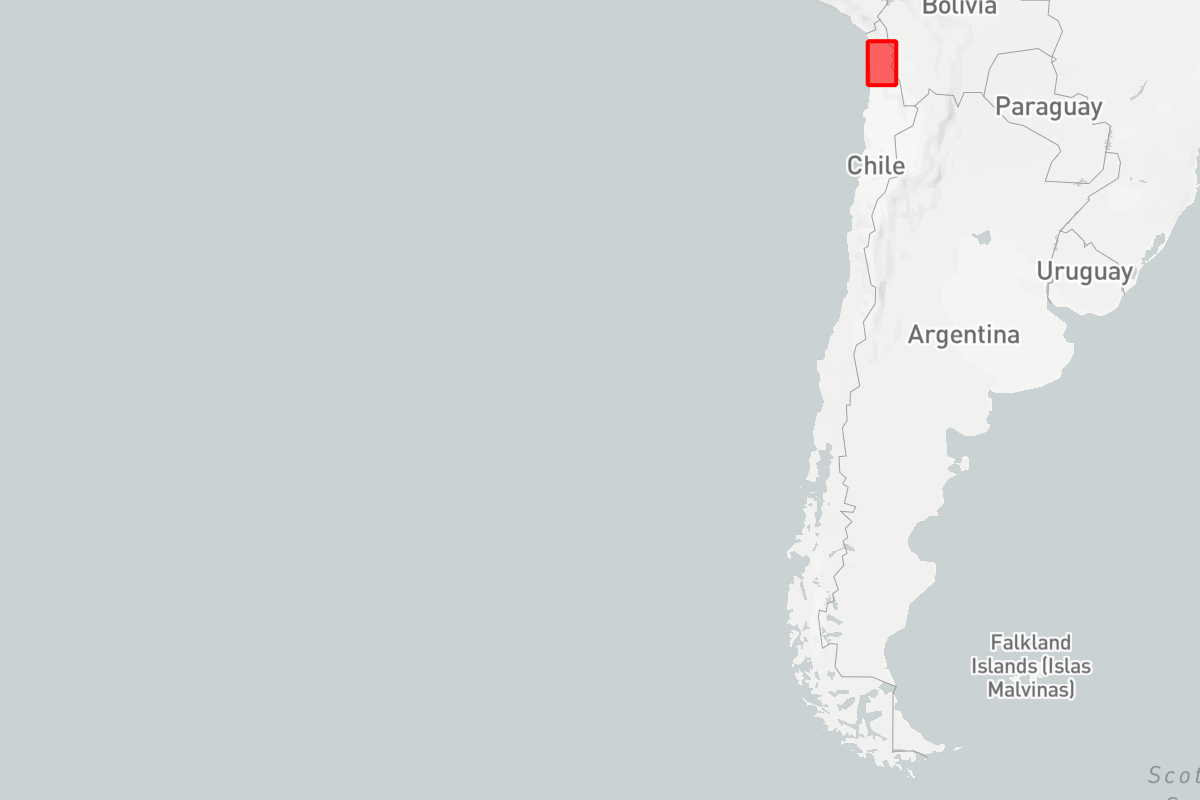 Bolivia
Paraguay
Chile
Uruguay
Argentina
Falkland
Islands (Islas
Malvinas)
Scot